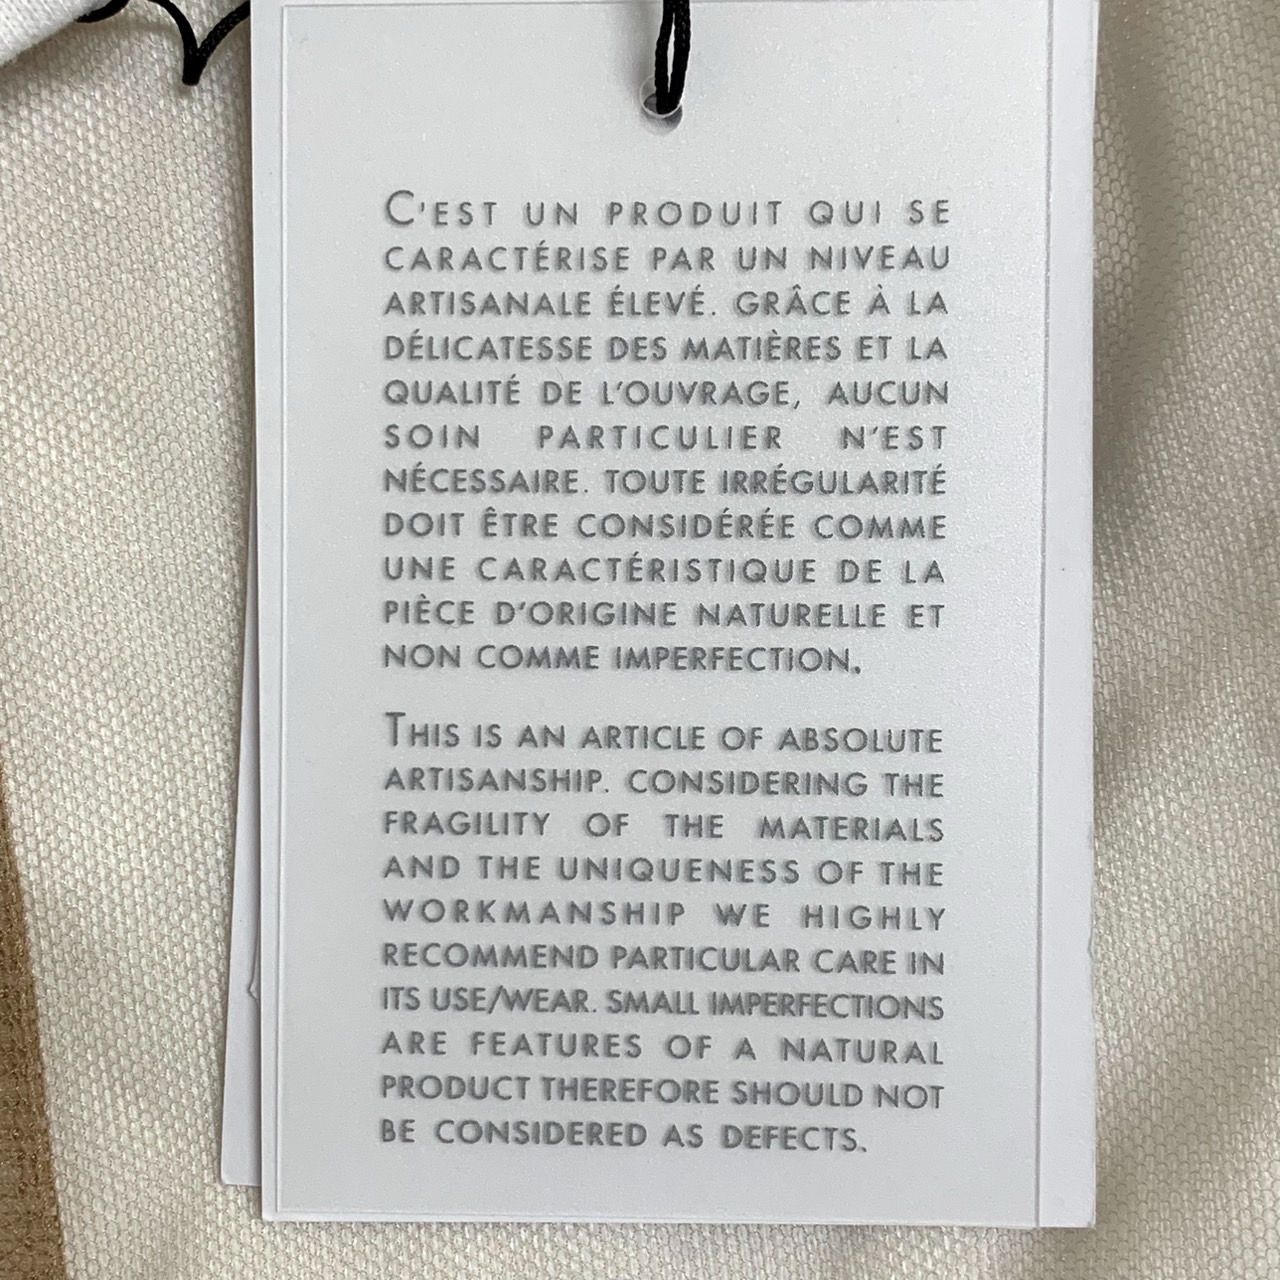 C'EST UN PRODUIT QUI SE
CARACTÉRISE PAR UN NIVEAU
ARTISANALE ÉLEVÉ. GRÂCE À LA
DÉLICATESSE DES MATIÈRES ET LA
QUALITÉ DE L'OUVRAGE, AUCUN
SOIN PARTICULIER N'EST
NÉCESSAIRE. TOUTE IRRÉGULARITÉ
DOIT ÊTRE CONSIDÉRÉE COMME
UNE CARACTÉRISTIQUE DE LA
PIÈCE D'ORIGINE NATURELLE ET
NON COMME IMPERFECTION.
THIS IS AN ARTICLE OF ABSOLUTE
ARTISANSHIP. CONSIDERING THE
FRAGILITY OF THE MATERIALS
AND THE UNIQUENESS OF THE
WORKMANSHIP WE HIGHLY
RECOMMEND PARTICULAR CARE IN
ITS USE/WEAR. SMALL IMPERFECTIONS
ARE FEATURES OF A NATURAL
PRODUCT THEREFORE SHOULD NOT
BE CONSIDERED AS DEFECTS.